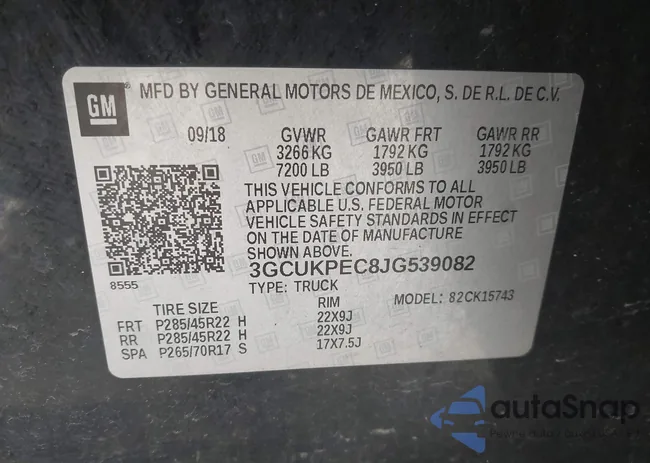 GM
MFD BY GENERAL MOTORS DE MEXICO, S. DE R.L. DE C.V.
09/18 GVWR GAWR FRT GAWR RR
3266 KG 1792 KG 1792 KG
7200 LB 3950 LB 3950 LB
THIS VEHICLE CONFORMS TO ALL
APPLICABLE U.S. FEDERAL MOTOR
VEHICLE SAFETY STANDARDS IN EFFECT
ON THE DATE OF MANUFACTURE
SHOWN ABOVE.
3GCUKPEC8JG539082
8555 TYPE: TRUCK MODEL: 82CK15743
TIRE SIZE RIM
FRT P285/45R22 H 22X9J
RR P285/45R22 H 22X9J
SPA P265/70R17 S 17X7.5J
autoSnap